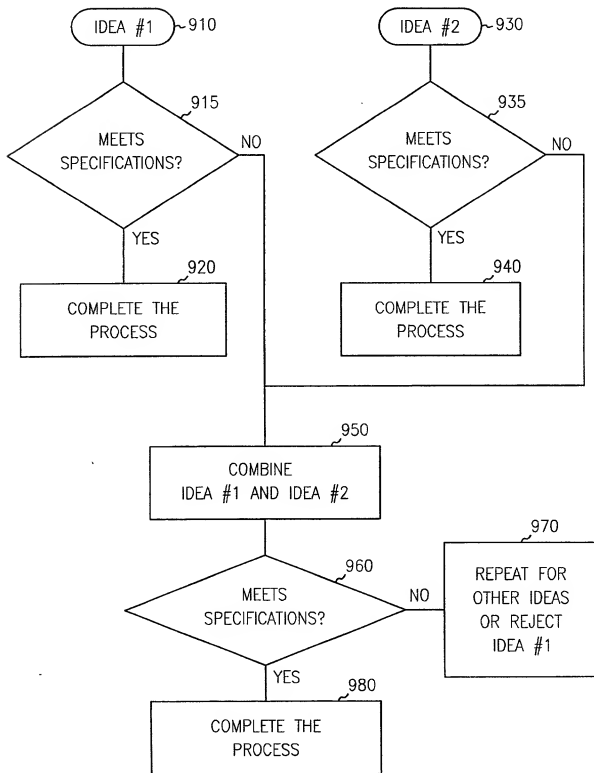 IDEA #1
910
IDEA #2
930
915
MEETS
SPECIFICATIONS?
NO
YES
935
MEETS
SPECIFICATIONS?
NO
YES
920
COMPLETE THE
PROCESS
940
COMPLETE THE
PROCESS
950
COMBINE
IDEA #1 AND IDEA #2
960
MEETS
SPECIFICATIONS?
NO
YES
970
REPEAT FOR
OTHER IDEAS
OR REJECT
IDEA #1
980
COMPLETE THE
PROCESS